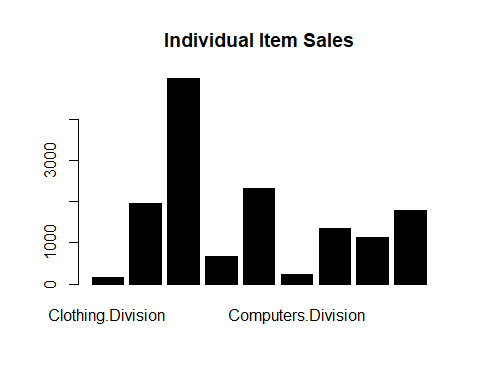 Individual Item Sales
3000
1000
0
Clothing.Division
Computers.Division